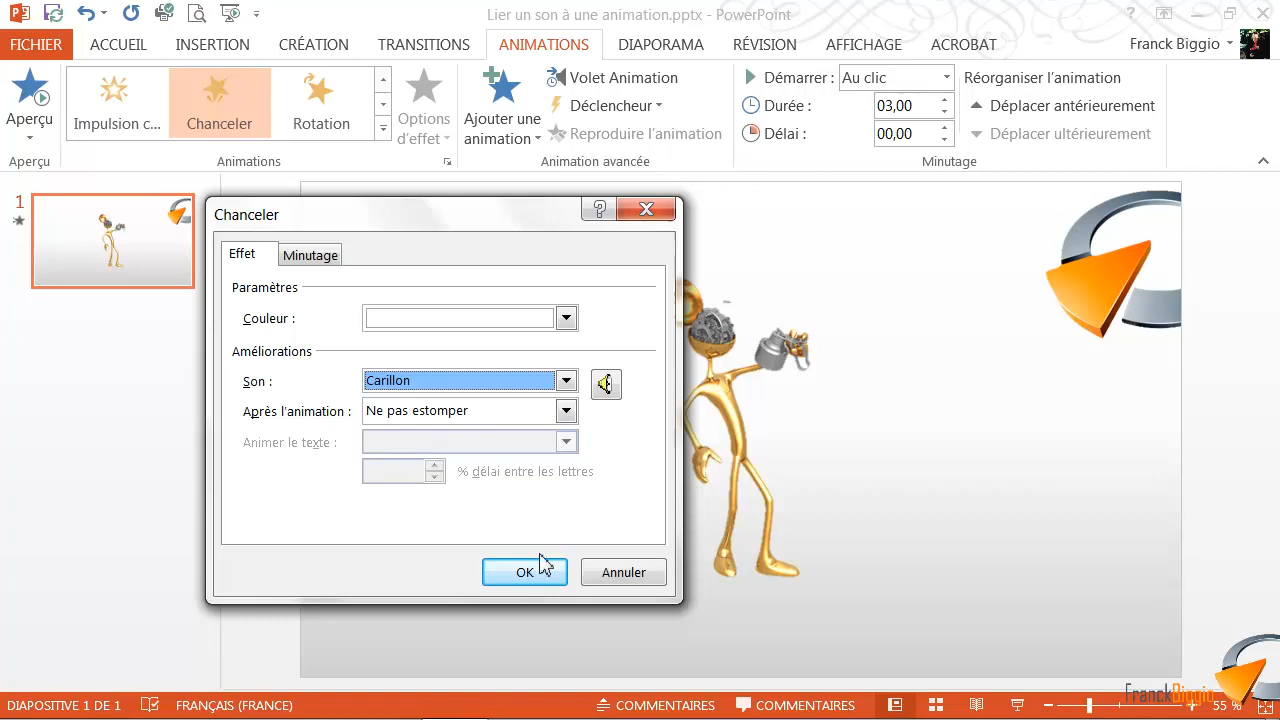 Lier un son à une animation.pptx - PowerPoint
FICHIER ACCUEIL INSERTION CRÉATION TRANSITIONS ANIMATIONS DIAPORAMA RÉVISION AFFICHAGE ACROBAT Franck Biggio
Aperçu
Impulsion c...
Chanceler
Rotation
Options d'effet
Ajouter une animation
Volet Animation
Déclencheur
Reproduire l'animation
Démarrer : Au clic
Durée : 03,00
Délai : 00,00
Réorganiser l'animation
Déplacer antérieurement
Déplacer ultérieurement
Aperçu Animations Animation avancée Minutage
1
Chanceler
?
Effet Minutage
Paramètres
Couleur :
Améliorations
Son : Carillon
Après l'animation : Ne pas estomper
Animer le texte :
% délai entre les lettres
OK Annuler
FranckBiggio
DIAPOSITIVE 1 DE 1 FRANÇAIS (FRANCE) COMMENTAIRES COMMENTAIRES 55 %